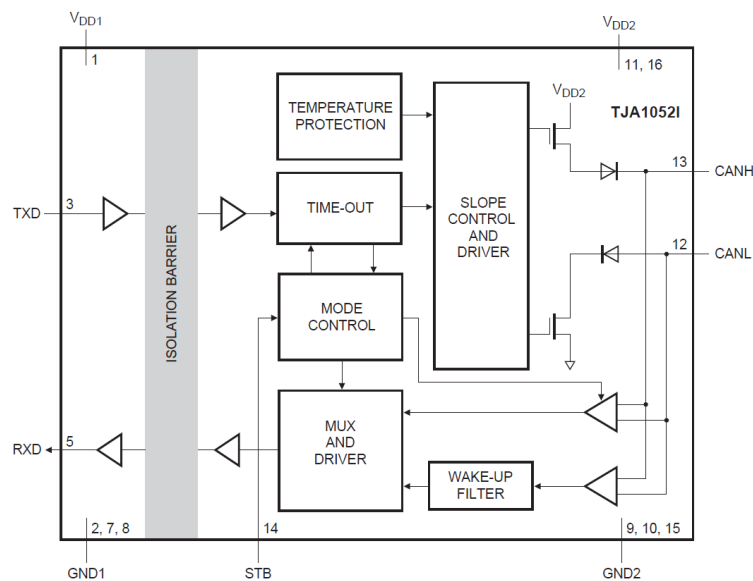 VDD1
VDD2
1
11, 16
TJA1052I
TEMPERATURE
PROTECTION
VDD2
13
CANH
TXD
3
TIME-OUT
SLOPE
CONTROL
AND
DRIVER
12
CANL
ISOLATION BARRIER
MODE
CONTROL
MUX
AND
DRIVER
RXD
5
WAKE-UP
FILTER
2, 7, 8
14
9, 10, 15
GND1
STB
GND2